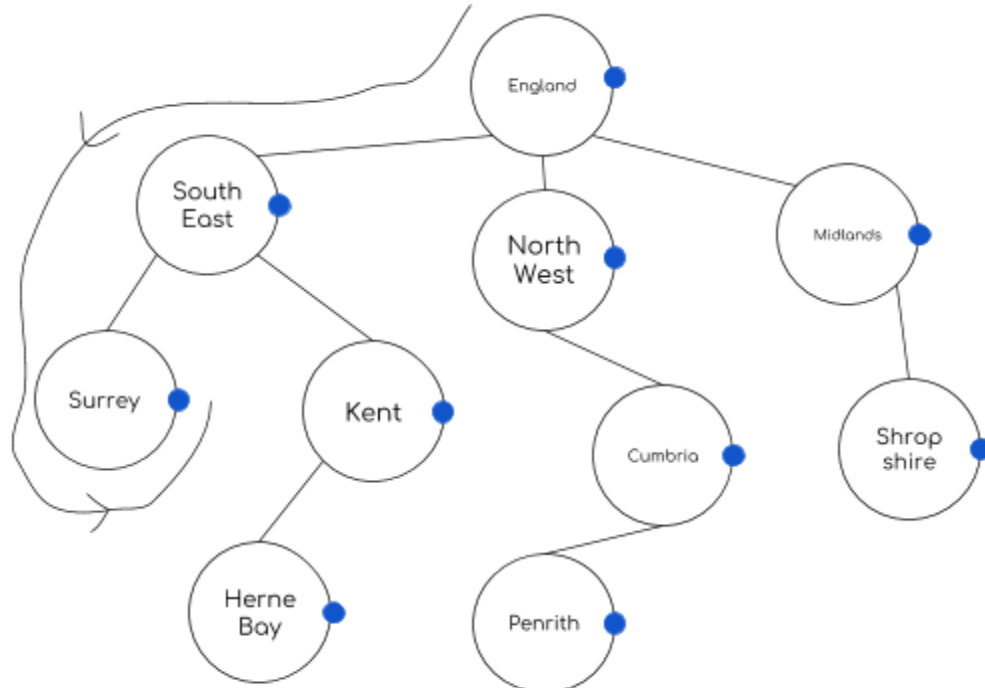 England
South
East
North
West
Midlands
Surrey
Kent
Cumbria
Shrop
shire
Herne
Bay
Penrith